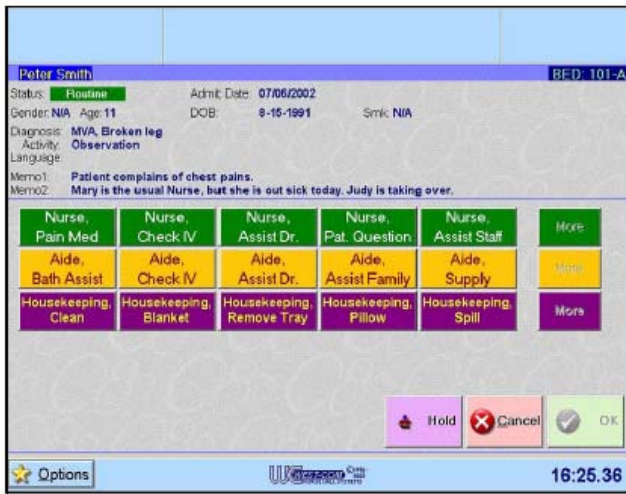 Peter Smith BED: 101-A
Status: Routine Admit Date: 07/06/2002
Gender: N/A Age: 11 DOB: 8-15-1991 Smk: N/A
Diagnosis: MVA, Broken leg
Activity: Observation
Language:
Memo1: Patient complains of chest pains.
Memo2: Mary is the usual Nurse, but she is out sick today. Judy is taking over.
Nurse, Nurse, Nurse, Nurse, Nurse,
Pain Med Check IV Assist Dr. Pat. Question Assist Staff More
Aide, Aide, Aide, Aide, Aide,
Bath Assist Check IV Assist Dr. Assist Family Supply More
Housekeeping, Housekeeping, Housekeeping, Housekeeping, Housekeeping,
Clean Blanket Remove Tray Pillow Spill More
Hold Cancel OK
Options WEST-COM 16:25.36